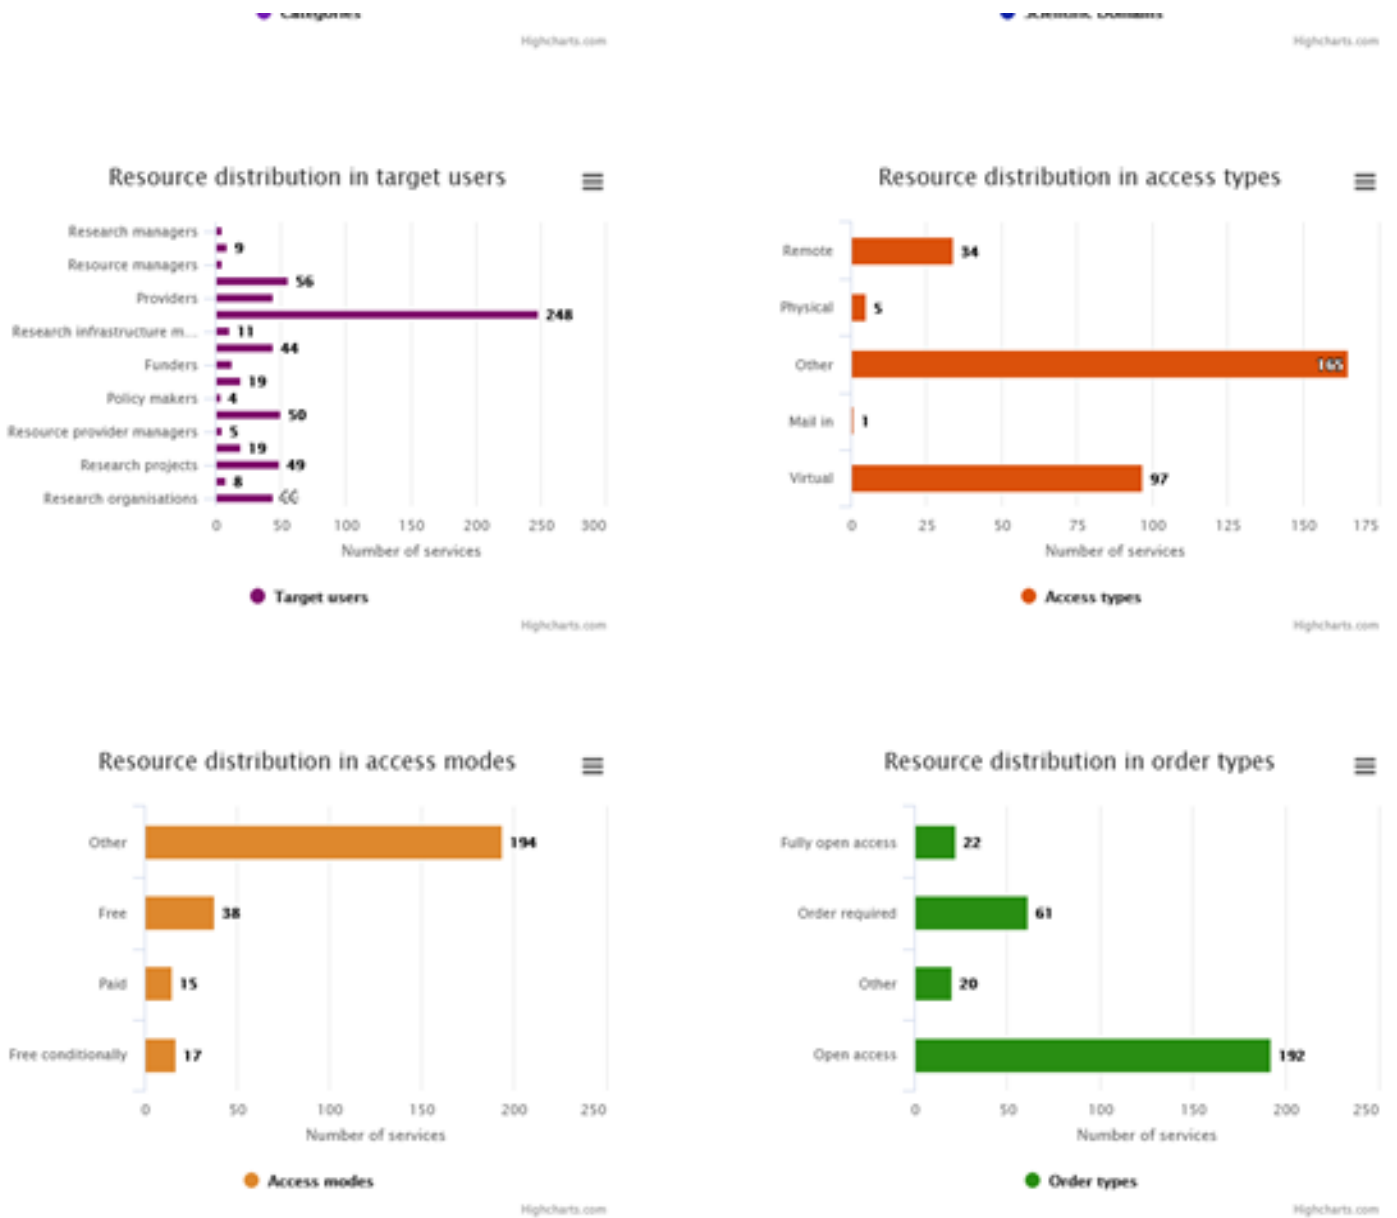 Categories
Scientific Domains
Highcharts.com
Highcharts.com
Resource distribution in target users
Research managers
9
Resource managers
56
Providers
248
Research infrastructure m...
11
44
Funders
19
Policy makers
4
50
Resource provider managers
5
19
Research projects
49
8
Research organisations
0 50 100 150 200 250 300
Number of services
Target users
Highcharts.com
Resource distribution in access types
Remote
34
Physical
5
Other
165
Mail in
1
Virtual
97
0 25 50 75 100 125 150 175
Number of services
Access types
Highcharts.com
Resource distribution in access modes
Other
194
Free
38
Paid
15
Free conditionally
17
0 50 100 150 200 250
Number of services
Access modes
Highcharts.com
Resource distribution in order types
Fully open access
22
Order required
61
Other
20
Open access
192
0 50 100 150 200 250
Number of services
Order types
Highcharts.com